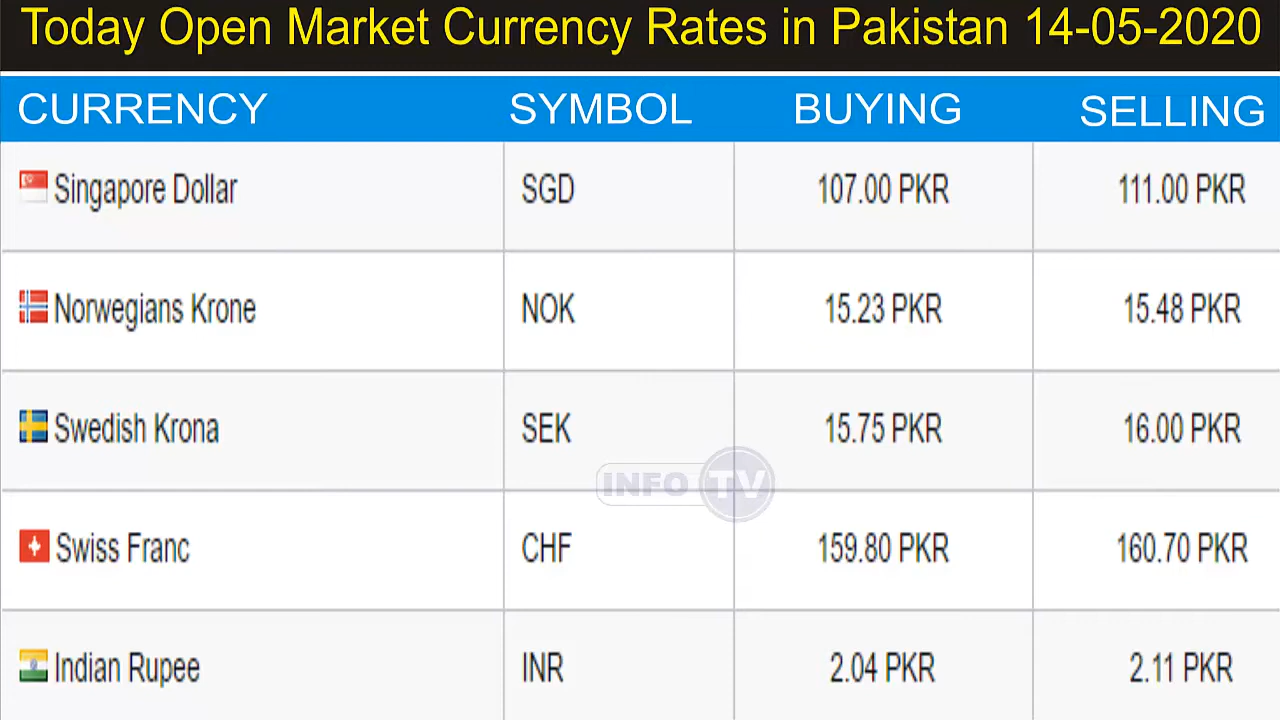 Today Open Market Currency Rates in Pakistan 14-05-2020
CURRENCY SYMBOL BUYING SELLING
Singapore Dollar SGD 107.00 PKR 111.00 PKR
Norwegians Krone NOK 15.23 PKR 15.48 PKR
Swedish Krona SEK 15.75 PKR 16.00 PKR
INFO TV
Swiss Franc CHF 159.80 PKR 160.70 PKR
Indian Rupee INR 2.04 PKR 2.11 PKR